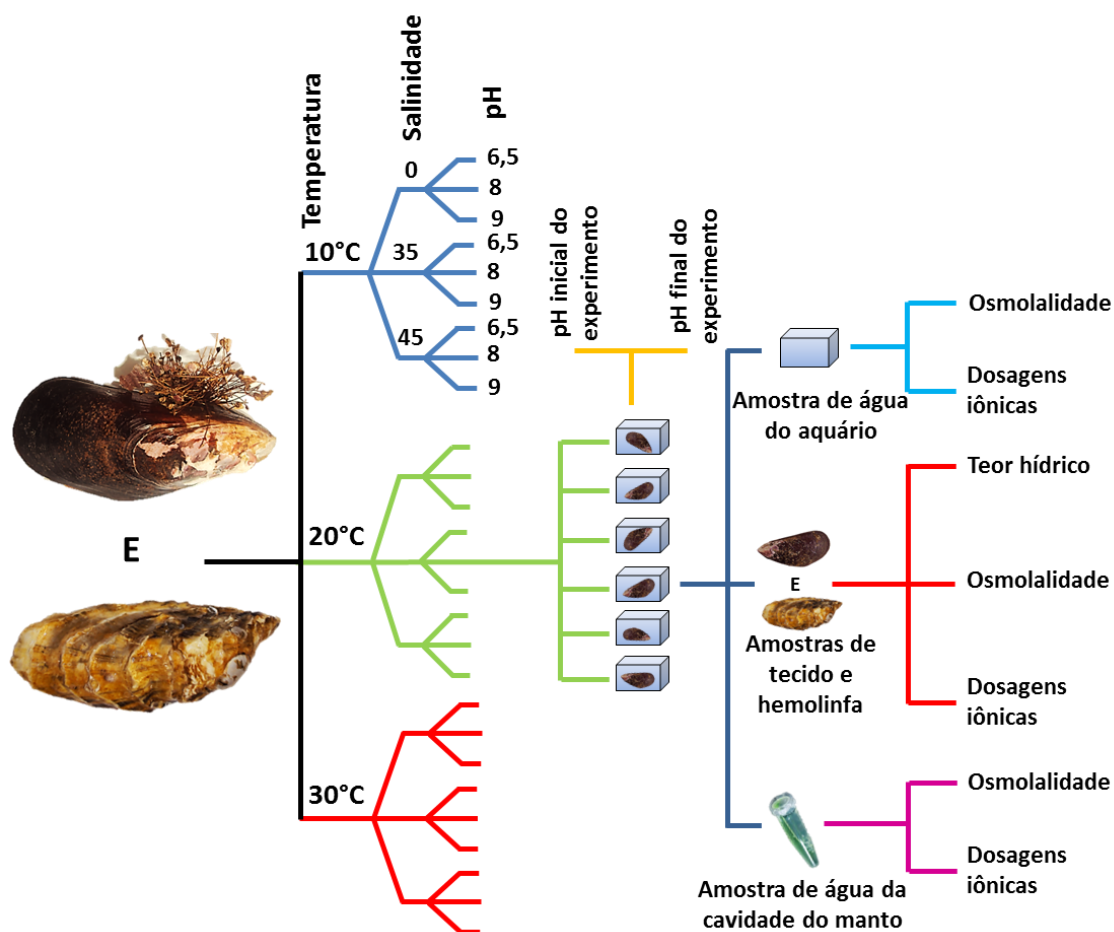 Temperatura
Salinidade
pH
10°C
0
6,5
8
9
35
6,5
8
9
45
6,5
8
9
E
20°C
30°C
pH inicial do
experimento
pH final do
experimento
Amostra de água
do aquário
Osmolalidade
Dosagens
iônicas
E
Amostras de
tecido e
hemolinfa
Teor hídrico
Osmolalidade
Dosagens
iônicas
Amostra de água da
cavidade do manto
Osmolalidade
Dosagens
iônicas